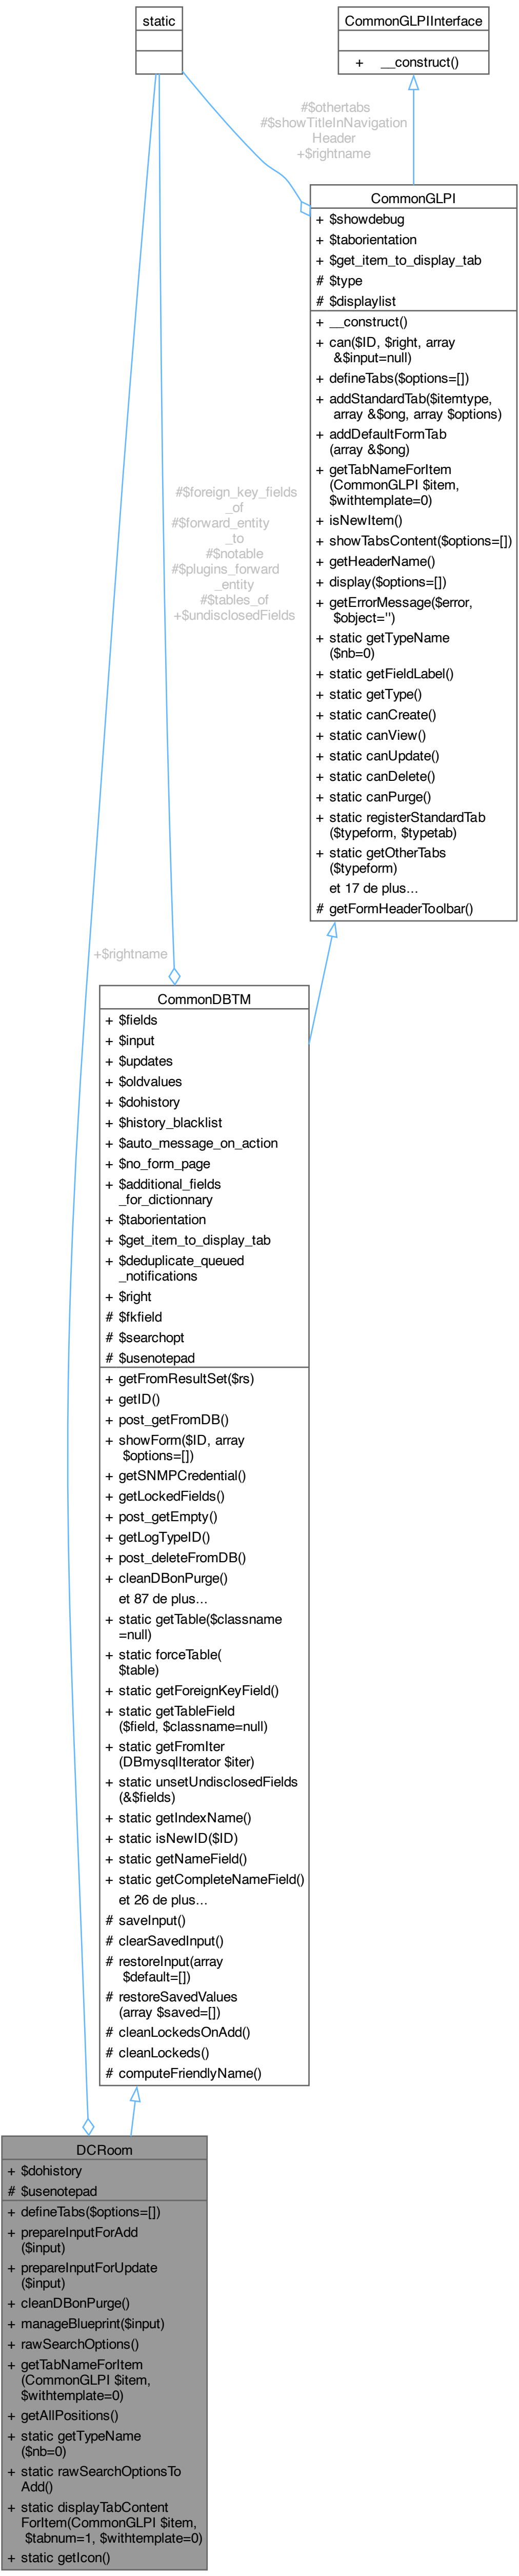 static
CommonGLPIInterface
+ __construct()
#$othertabs
#$showTitleInNavigation
Header
+$rightname
CommonGLPI
+ $showdebug
+ $taborientation
+ $get_item_to_display_tab
# $type
# $displaylist
+ __construct()
+ can($ID, $right, array
&$input=null)
+ defineTabs($options=[])
+ addStandardTab($itemtype,
array &$ong, array $options)
+ addDefaultFormTab
(array &$ong)
+ getTabNameForItem
(CommonGLPI $item,
$withtemplate=0)
+ isNewItem()
+ showTabsContent($options=[])
+ getHeaderName()
+ display($options=[])
+ getErrorMessage($error,
$object='')
+ static getTypeName
($nb=0)
+ static getFieldLabel()
+ static getType()
+ static canCreate()
+ static canView()
+ static canUpdate()
+ static canDelete()
+ static canPurge()
+ static registerStandardTab
($typeform, $typetab)
+ static getOtherTabs
($typeform)
et 17 de plus...
# getFormHeaderToolbar()
#$foreign_key_fields
_of
#$forward_entity
_to
#$notable
#$plugins_forward
_entity
#$tables_of
+$undisclosedFields
+$rightname
CommonDBTM
+ $fields
+ $input
+ $updates
+ $oldvalues
+ $dohistory
+ $history_blacklist
+ $auto_message_on_action
+ $no_form_page
+ $additional_fields
_for_dictionnary
+ $taborientation
+ $get_item_to_display_tab
+ $deduplicate_queued
_notifications
+ $right
# $fkfield
# $searchopt
# $usenotepad
+ getFromResultSet($rs)
+ getID()
+ post_getFromDB()
+ showForm($ID, array
$options=[])
+ getSNMPCredential()
+ getLockedFields()
+ post_getEmpty()
+ getLogTypeID()
+ post_deleteFromDB()
+ cleanDBonPurge()
et 87 de plus...
+ static getTable($classname
=null)
+ static forceTable(
$table)
+ static getForeignKeyField()
+ static getTableField
($field, $classname=null)
+ static getFromIter
(DBmysqlIterator $iter)
+ static unsetUndisclosedFields
(&$fields)
+ static getIndexName()
+ static isNewID($ID)
+ static getNameField()
+ static getCompleteNameField()
et 26 de plus...
# saveInput()
# clearSavedInput()
# restoreInput(array
$default=[])
# restoreSavedValues
(array $saved=[])
# cleanLockedsOnAdd()
# cleanLockeds()
# computeFriendlyName()
DCRoom
+ $dohistory
# $usenotepad
+ defineTabs($options=[])
+ prepareInputForAdd
($input)
+ prepareInputForUpdate
($input)
+ cleanDBonPurge()
+ manageBlueprint($input)
+ rawSearchOptions()
+ getTabNameForItem
(CommonGLPI $item,
$withtemplate=0)
+ getAllPositions()
+ static getTypeName
($nb=0)
+ static rawSearchOptionsTo
Add()
+ static displayTabContent
ForItem(CommonGLPI $item,
$tabnum=1, $withtemplate=0)
+ static getIcon()